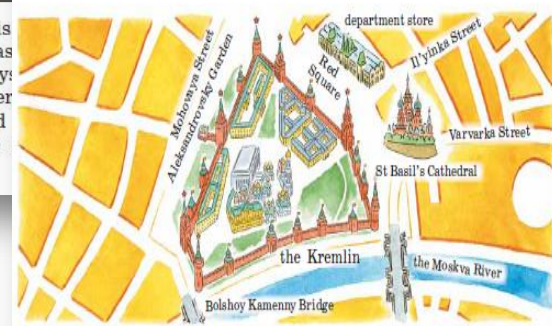 department store
Il'yinka Street
Mohovaya Street
Aleksandrovsky Garden
Red
Square
Varvarka Street
St Basil's Cathedral
the Kremlin
the Moskva River
Bolshoy Kamenny Bridge